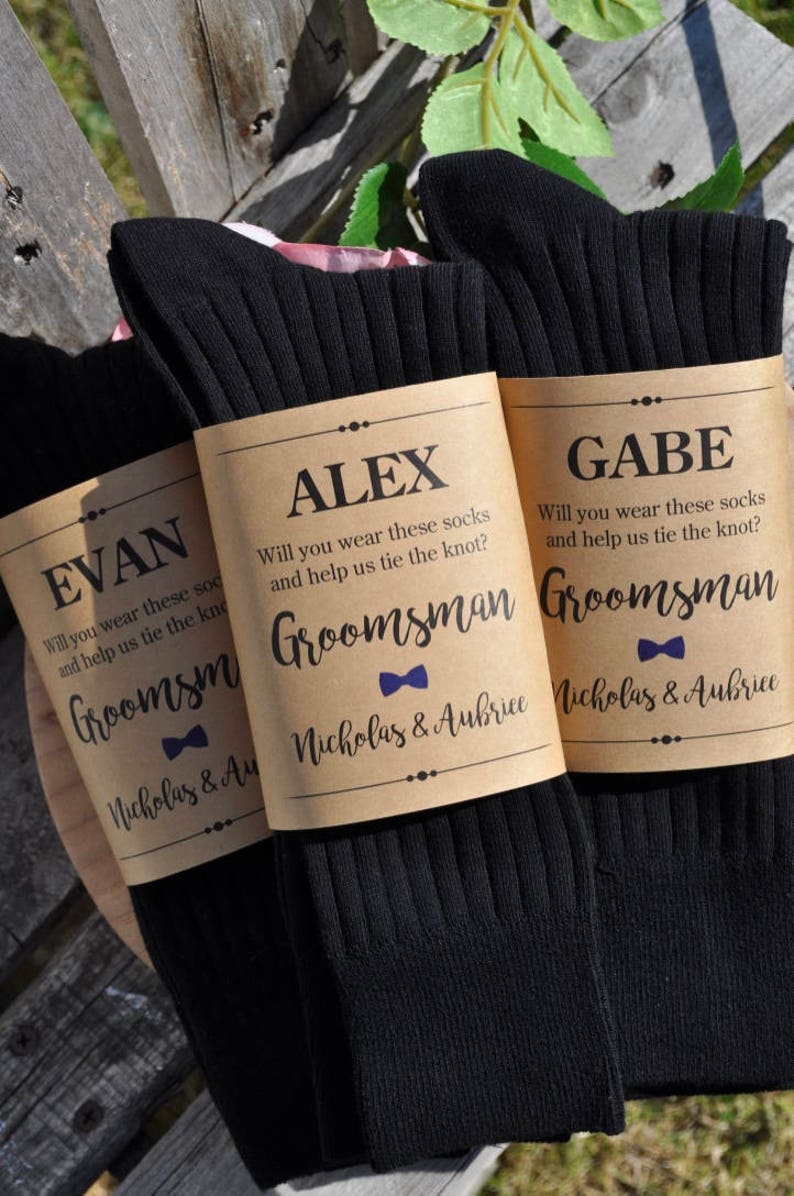 EVAN
Will you wear these
and help us tie the
Nicholas &
ALEX
Will you wear these socks
and help us tie the knot?
Groomsman
Nicholas & Aubriee
GABE
Will you wear these socks
and help us tie the knot?
Groomsman
Nicholas & Aubriee